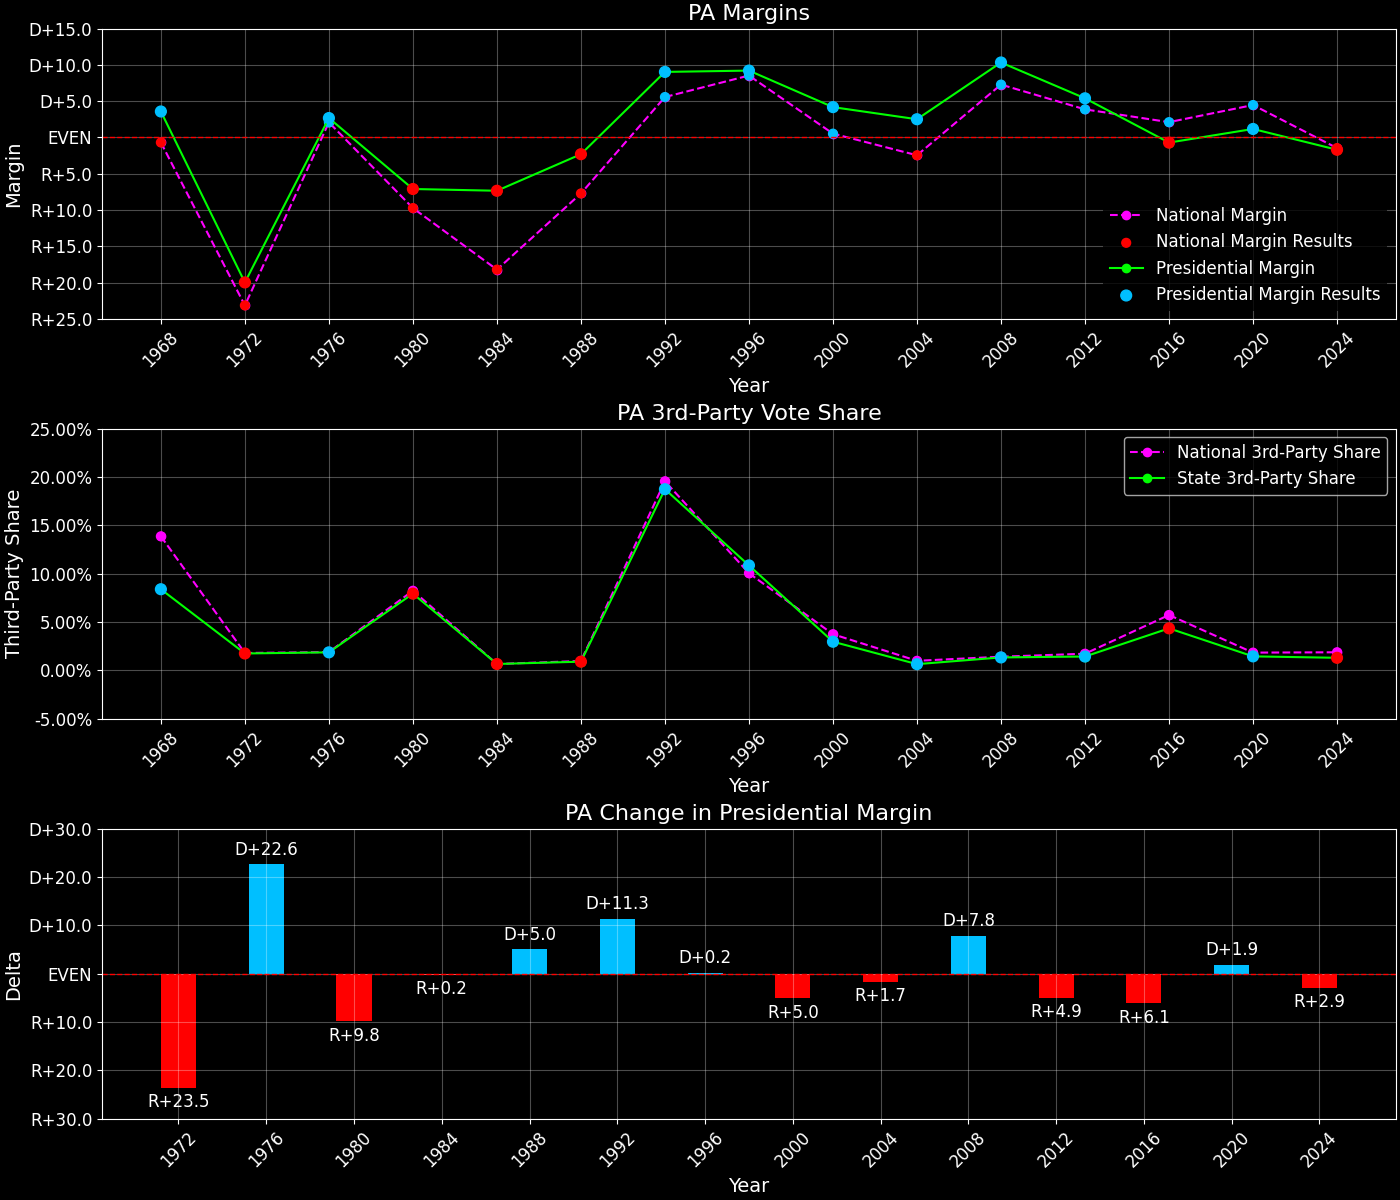 PA Margins
D+15.0
D+10.0
D+5.0
EVEN
R+5.0
R+10.0
R+15.0
R+20.0
R+25.0
Margin
National Margin
National Margin Results
Presidential Margin
Presidential Margin Results
1968 1972 1976 1980 1984 1988 1992 1996 2000 2004 2008 2012 2016 2020 2024
Year
PA 3rd-Party Vote Share
25.00%
20.00%
15.00%
10.00%
5.00%
0.00%
-5.00%
Third-Party Share
National 3rd-Party Share
State 3rd-Party Share
1968 1972 1976 1980 1984 1988 1992 1996 2000 2004 2008 2012 2016 2020 2024
Year
PA Change in Presidential Margin
D+30.0
D+20.0
D+10.0
EVEN
R+10.0
R+20.0
R+30.0
Delta
R+23.5
D+22.6
R+9.8
R+0.2
D+5.0
D+11.3
D+0.2
R+5.0
R+1.7
D+7.8
R+4.9
R+6.1
D+1.9
R+2.9
1972 1976 1980 1984 1988 1992 1996 2000 2004 2008 2012 2016 2020 2024
Year